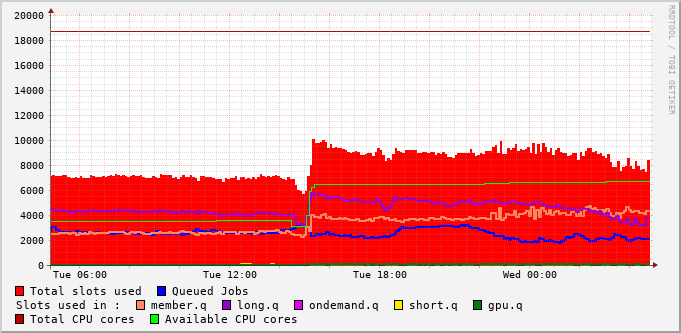 20000
18000
16000
14000
12000
10000
8000
6000
4000
2000
0
Tue 06:00 Tue 12:00 Tue 18:00 Wed 00:00
RRDTOOL / TOBI OETIKER
Total slots used Queued Jobs
Slots used in : member.q long.q ondemand.q short.q gpu.q
Total CPU cores Available CPU cores